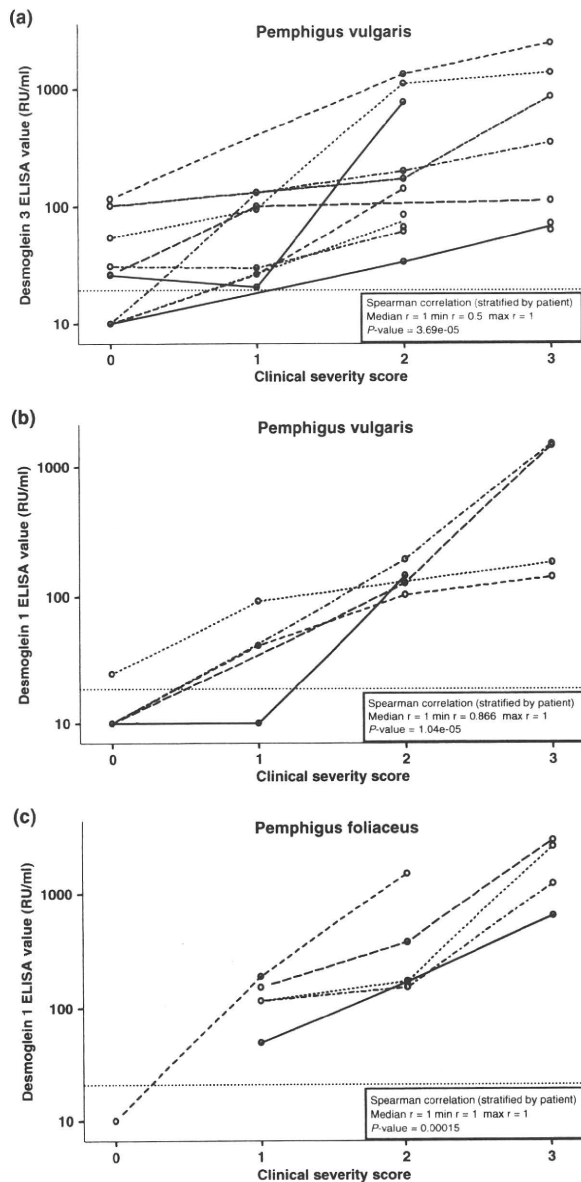 (a)
Pemphigus vulgaris
Desmoglein 3 ELISA value (RU/ml)
1000
100
10
Spearman correlation (stratified by patient)
Median r = 1 min r = 0.5 max r = 1
P-value = 3.69e-05
0 1 2 3
Clinical severity score
(b)
Pemphigus vulgaris
Desmoglein 1 ELISA value (RU/ml)
1000
100
10
Spearman correlation (stratified by patient)
Median r = 1 min r = 0.866 max r = 1
P-value = 1.04e-05
0 1 2 3
Clinical severity score
(c)
Pemphigus foliaceus
Desmoglein 1 ELISA value (RU/ml)
1000
100
10
Spearman correlation (stratified by patient)
Median r = 1 min r = 1 max r = 1
P-value = 0.00015
0 1 2 3
Clinical severity score